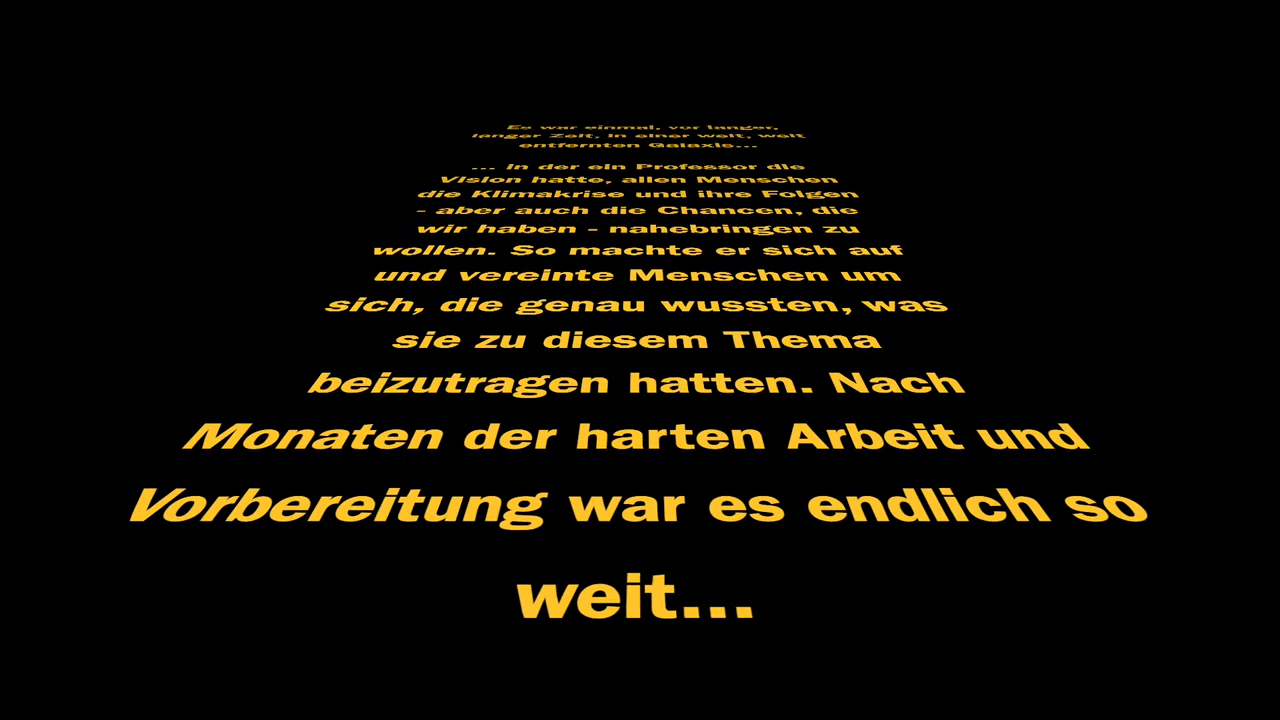 Es war einmal, vor langer,
langer Zeit, in einer weit, weit
entfernten Galaxie...
... in der ein Professor die
Vision hatte, allen Menschen
die Klimakrise und ihre Folgen
- aber auch die Chancen, die
wir haben - nahebringen zu
wollen. So machte er sich auf
und vereinte Menschen um
sich, die genau wussten, was
sie zu diesem Thema
beizutragen hatten. Nach
Monaten der harten Arbeit und
Vorbereitung war es endlich so
weit...